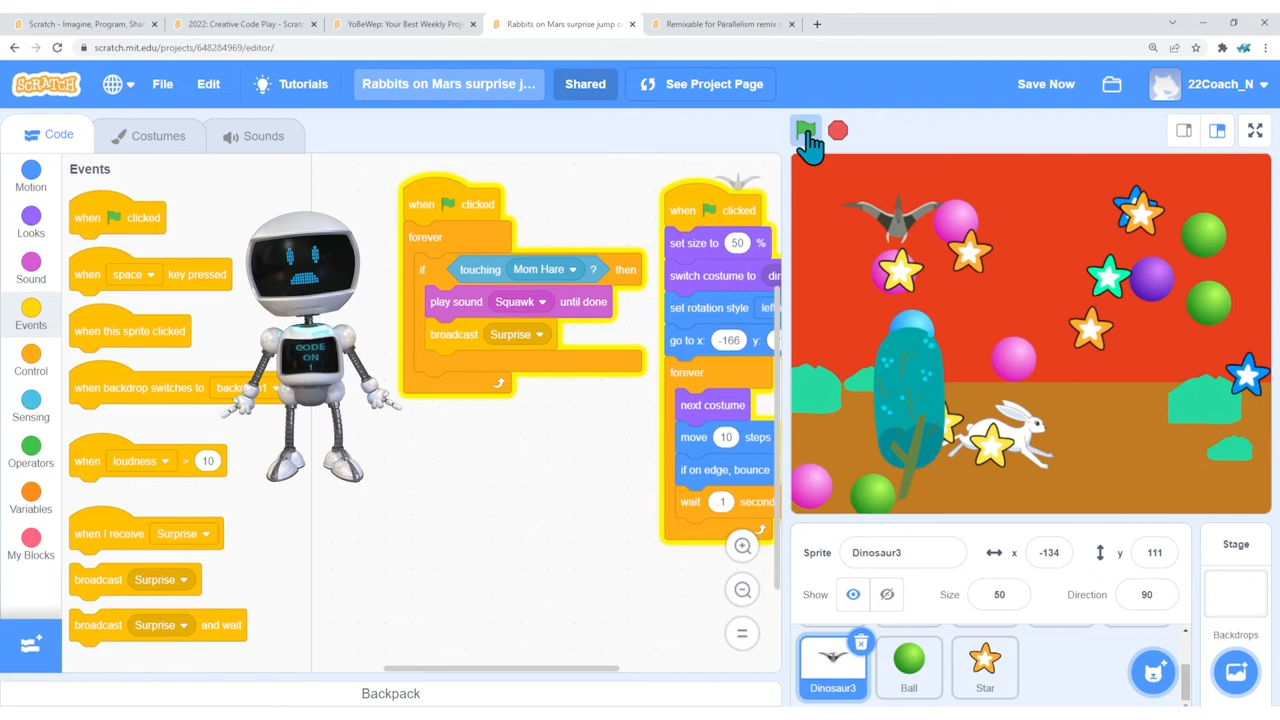 Scratch - Imagine, Program, Shar
2022: Creative Code Play - Scratc
YoBeWep: Your Best Weekly Proje
Rabbits on Mars surprise jump o
Remixable for Parallelism remix o
scratch.mit.edu/projects/648284969/editor/
SCRATCH
File
Edit
Tutorials
Rabbits on Mars surprise j...
Shared
See Project Page
Save Now
22Coach_N
Code
Costumes
Sounds
Motion
Looks
Sound
Events
Control
Sensing
Operators
Variables
My Blocks
Events
when clicked
when space key pressed
when this sprite clicked
when backdrop switches to
when loudness > 10
when I receive Surprise
broadcast Surprise
broadcast Surprise and wait
CODE
ON
!
when clicked
forever
if touching Mom Hare ? then
play sound Squawk until done
broadcast Surprise
when clicked
set size to 50 %
switch costume to
set rotation style
go to x: -166 y:
forever
next costume
move 10 steps
if on edge, bounce
wait .1
Sprite Dinosaur3 x -134 y 111
Show Size 50 Direction 90
Dinosaur3
Ball
Star
Stage
Backdrops
Backpack